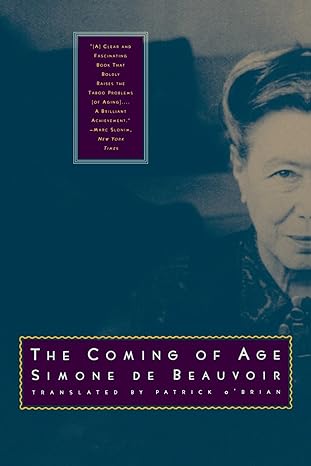 "[A] Clear and
Fascinating
Book That
Boldly
Raises the
Taboo Problems
[of Aging]....
A Brilliant
Achievement."
—Marc Slonim,
New York
Times
The Coming of Age
Simone de Beauvoir
Translated by Patrick O'Brian